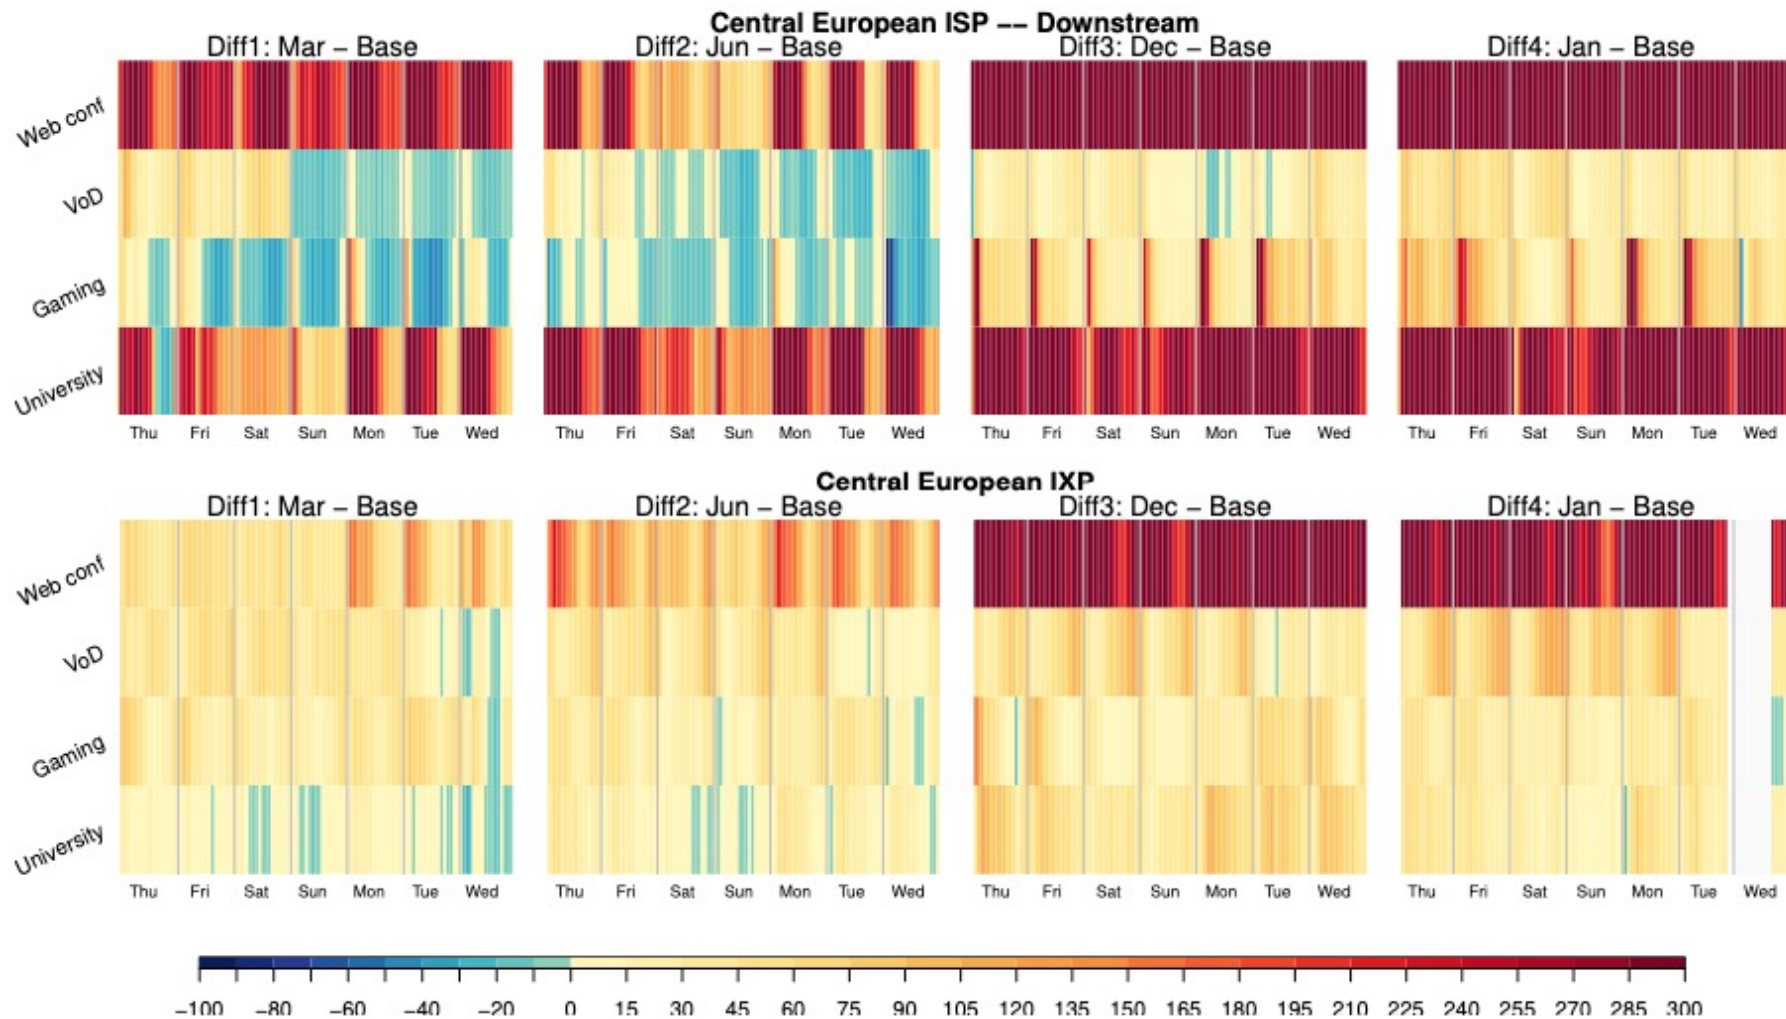 Central European ISP -- Downstream
Diff1: Mar − Base Diff2: Jun − Base Diff3: Dec − Base Diff4: Jan − Base
Web conf
VoD
Gaming
University
Thu Fri Sat Sun Mon Tue Wed Thu Fri Sat Sun Mon Tue Wed Thu Fri Sat Sun Mon Tue Wed Thu Fri Sat Sun Mon Tue Wed
Central European IXP
Diff1: Mar − Base Diff2: Jun − Base Diff3: Dec − Base Diff4: Jan − Base
Web conf
VoD
Gaming
University
Thu Fri Sat Sun Mon Tue Wed Thu Fri Sat Sun Mon Tue Wed Thu Fri Sat Sun Mon Tue Wed Thu Fri Sat Sun Mon Tue Wed
−100 −80 −60 −40 −20 0 15 30 45 60 75 90 105 120 135 150 165 180 195 210 225 240 255 270 285 300